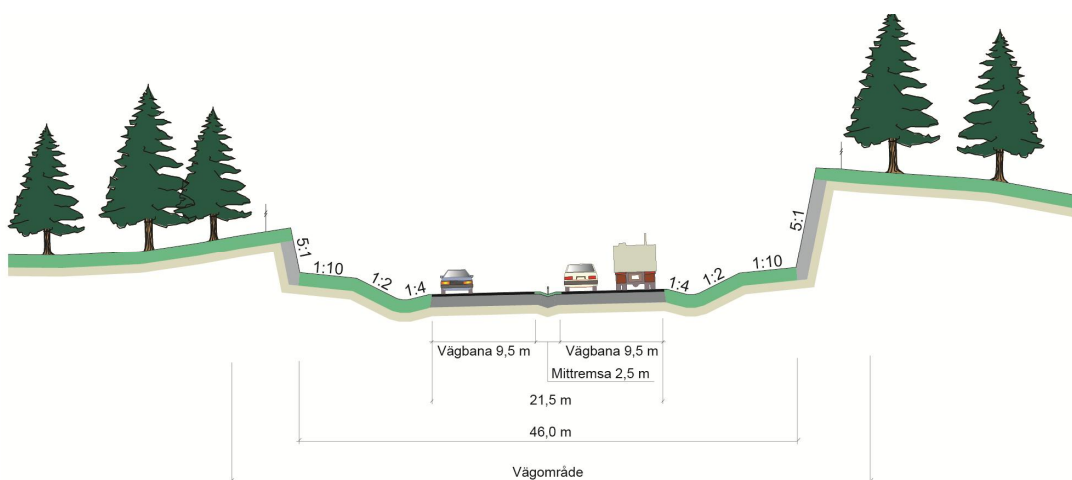 5:1
1:10
1:2
1:4
1:4
1:2
1:10
5:1
Vägbana 9,5 m
Vägbana 9,5 m
Mittremsa 2,5 m
21,5 m
46,0 m
Vägområde